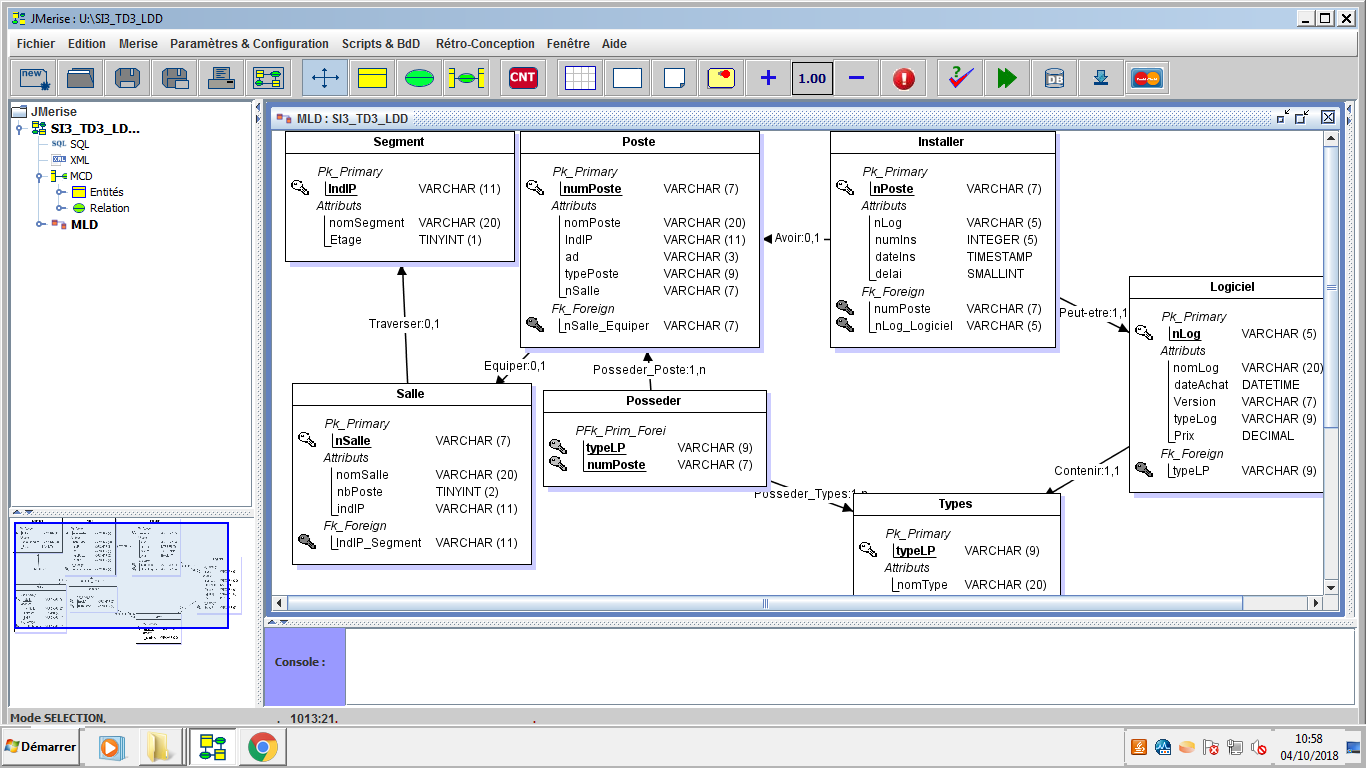 JMerise : U:\SI3_TD3_LDD
Fichier Edition Merise Paramètres & Configuration Scripts & BdD Rétro-Conception Fenêtre Aide
new CNT 1.00 DB
JMerise
SI3_TD3_LD...
SQL SQL
XML XML
MCD
Entités
Relation
MLD
MLD : SI3_TD3_LDD
Segment
Pk_Primary
IndIP VARCHAR (11)
Attributs
nomSegment VARCHAR (20)
Etage TINYINT (1)
Poste
Pk_Primary
numPoste VARCHAR (7)
Attributs
nomPoste VARCHAR (20)
IndIP VARCHAR (11)
ad VARCHAR (3)
typePoste VARCHAR (9)
nSalle VARCHAR (7)
Fk_Foreign
nSalle_Equiper VARCHAR (7)
Avoir:0,1
Installer
Pk_Primary
nPoste VARCHAR (7)
Attributs
nLog VARCHAR (5)
numIns INTEGER (5)
dateIns TIMESTAMP
delai SMALLINT
Fk_Foreign
numPoste VARCHAR (7)
nLog_Logiciel VARCHAR (5)
Peut-etre:1,1
Logiciel
Pk_Primary
nLog VARCHAR (5)
Attributs
nomLog VARCHAR (20)
dateAchat DATETIME
Version VARCHAR (7)
typeLog VARCHAR (9)
Prix DECIMAL
Fk_Foreign
typeLP VARCHAR (9)
Traverser:0,1
Equiper:0,1
Posseder_Poste:1,n
Salle
Pk_Primary
nSalle VARCHAR (7)
Attributs
nomSalle VARCHAR (20)
nbPoste TINYINT (2)
indIP VARCHAR (11)
Fk_Foreign
IndIP_Segment VARCHAR (11)
Posseder
PFk_Prim_Forei
typeLP VARCHAR (9)
numPoste VARCHAR (7)
Posseder_Types:1,n
Contenir:1,1
Types
Pk_Primary
typeLP VARCHAR (9)
Attributs
nomType VARCHAR (20)
Console :
Mode SELECTION, . 1013:21. .
Démarrer
10:58
04/10/2018